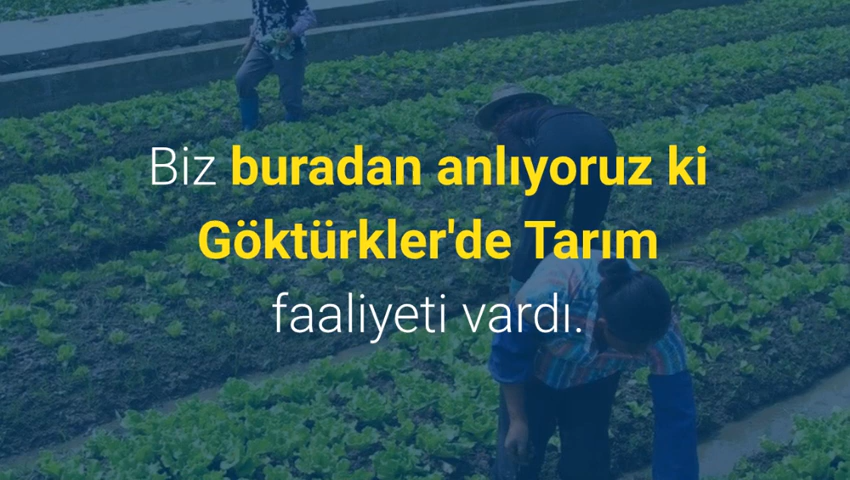 Biz buradan anlıyoruz ki
Göktürkler'de Tarım
faaliyeti vardı.